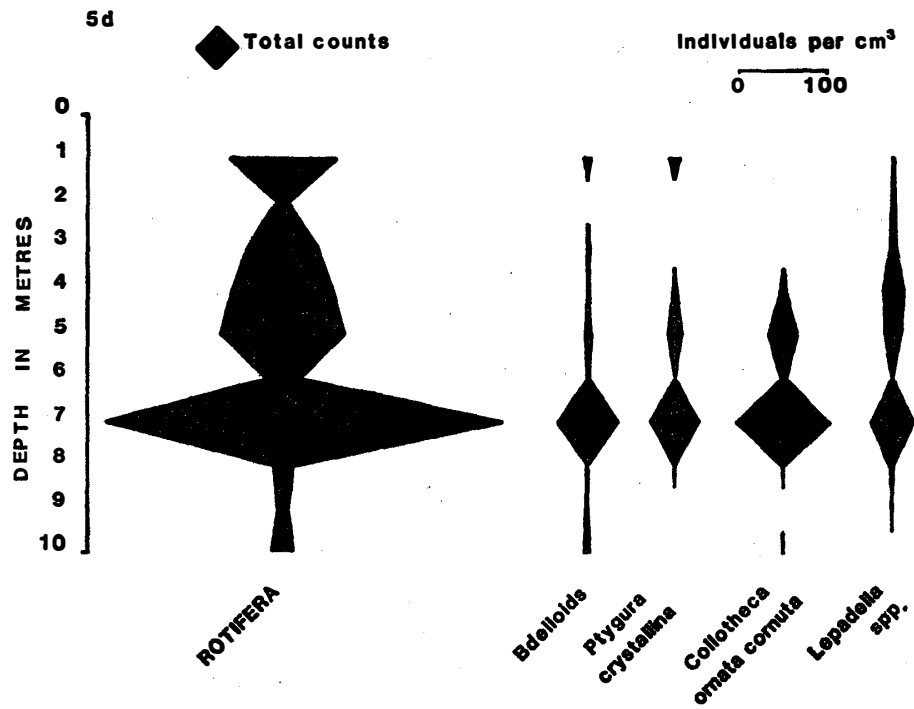 5d
Total counts
Individuals per cm³
0 100
0
1
2
3
4
5
6
7
8
9
10
DEPTH IN METRES
ROTIFERA
Bdelloids
Ptygura
crystallina
Collotheca
ornata cornuta
Lepadella
spp.